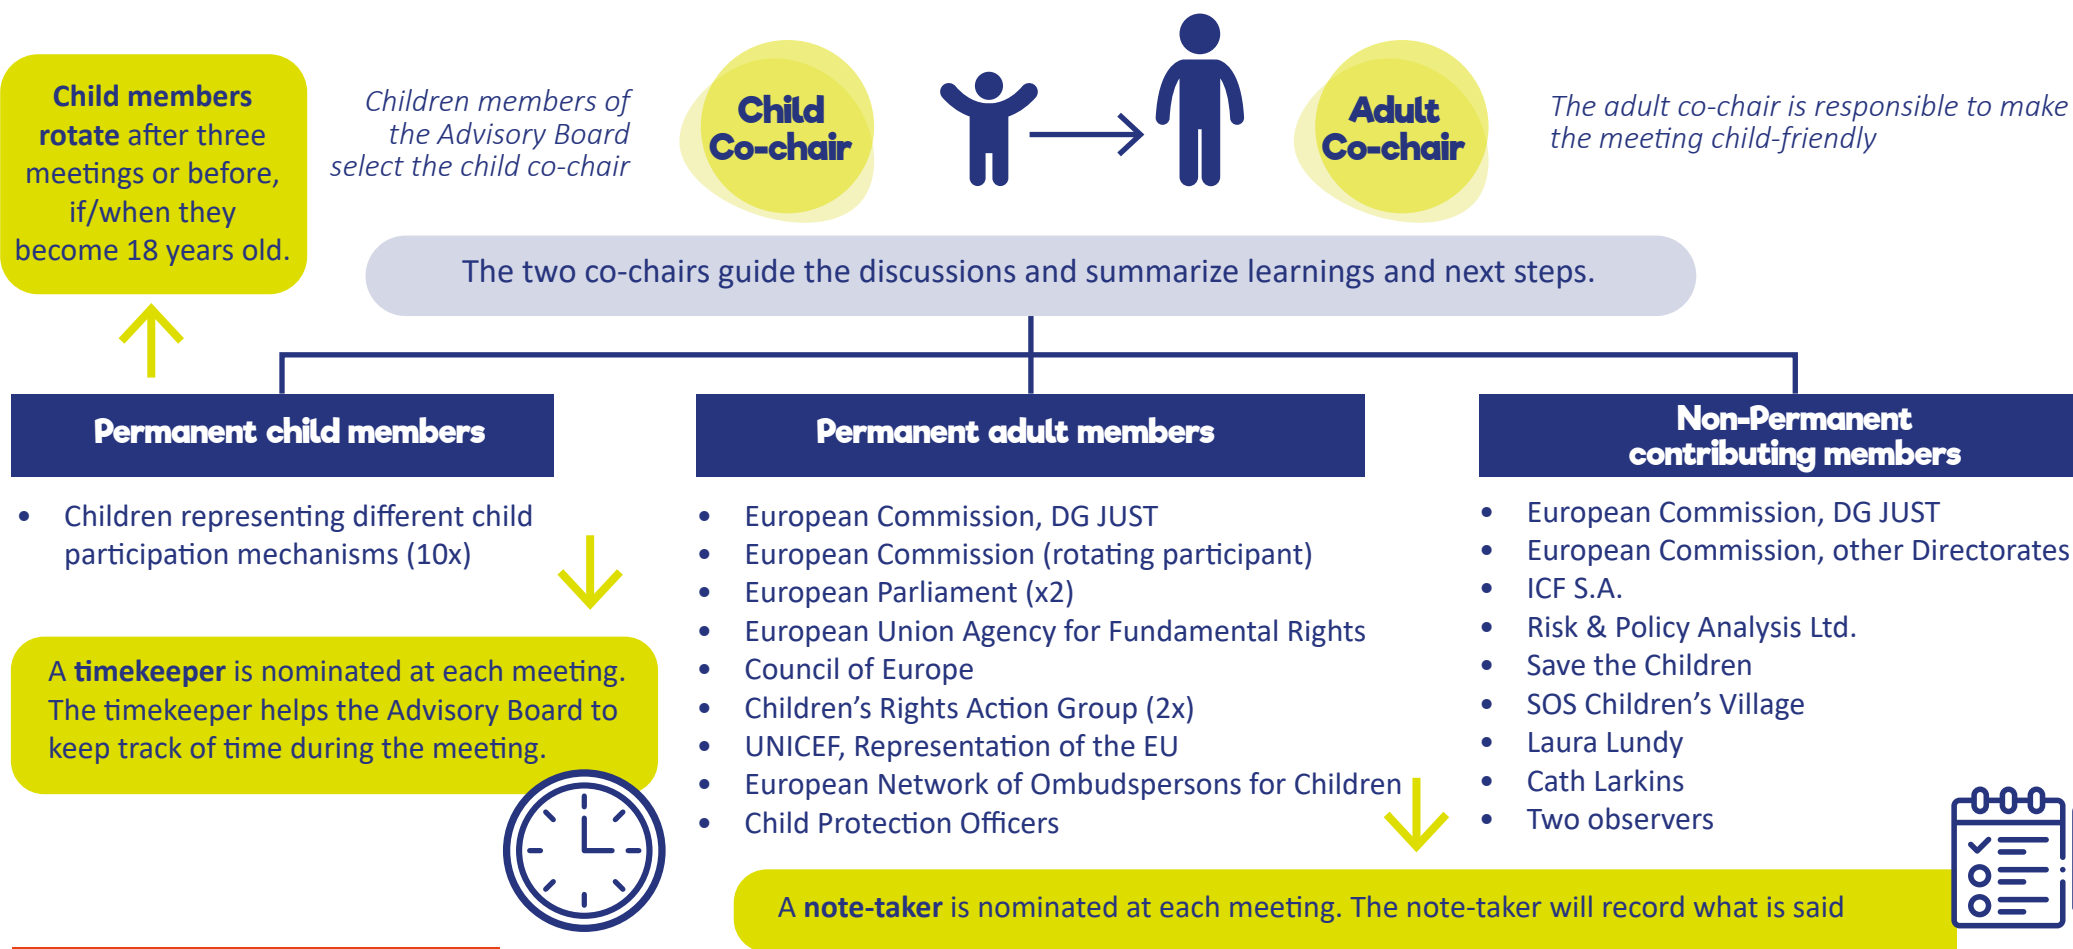 Child members
rotate after three
meetings or before,
if/when they
become 18 years old.
Children members of
the Advisory Board
select the child co-chair
Child
Co-chair
Adult
Co-chair
The adult co-chair is responsible to make
the meeting child-friendly
The two co-chairs guide the discussions and summarize learnings and next steps.
Permanent child members
• Children representing different child
participation mechanisms (10x)
A timekeeper is nominated at each meeting.
The timekeeper helps the Advisory Board to
keep track of time during the meeting.
Permanent adult members
• European Commission, DG JUST
• European Commission (rotating participant)
• European Parliament (x2)
• European Union Agency for Fundamental Rights
• Council of Europe
• Children’s Rights Action Group (2x)
• UNICEF, Representation of the EU
• European Network of Ombudspersons for Children
• Child Protection Officers
Non-Permanent
contributing members
• European Commission, DG JUST
• European Commission, other Directorates
• ICF S.A.
• Risk & Policy Analysis Ltd.
• Save the Children
• SOS Children’s Village
• Laura Lundy
• Cath Larkins
• Two observers
A note-taker is nominated at each meeting. The note-taker will record what is said